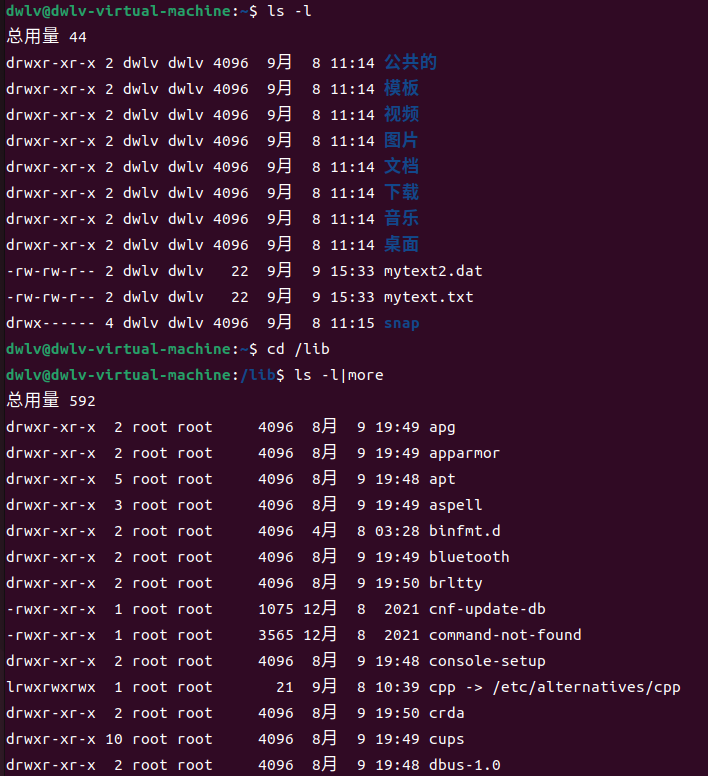 dwlv@dwlv-virtual-machine:~$ ls -l
总用量 44
drwxr-xr-x 2 dwlv dwlv 4096  9月   8 11:14 公共的
drwxr-xr-x 2 dwlv dwlv 4096  9月   8 11:14 模板
drwxr-xr-x 2 dwlv dwlv 4096  9月   8 11:14 视频
drwxr-xr-x 2 dwlv dwlv 4096  9月   8 11:14 图片
drwxr-xr-x 2 dwlv dwlv 4096  9月   8 11:14 文档
drwxr-xr-x 2 dwlv dwlv 4096  9月   8 11:14 下载
drwxr-xr-x 2 dwlv dwlv 4096  9月   8 11:14 音乐
drwxr-xr-x 2 dwlv dwlv 4096  9月   8 11:14 桌面
-rw-rw-r-- 2 dwlv dwlv   22  9月   9 15:33 mytext2.dat
-rw-rw-r-- 2 dwlv dwlv   22  9月   9 15:33 mytext.txt
drwx------ 4 dwlv dwlv 4096  9月   8 11:15 snap
dwlv@dwlv-virtual-machine:~$ cd /lib
dwlv@dwlv-virtual-machine:/lib$ ls -l|more
总用量 592
drwxr-xr-x  2 root root     4096  8月   9 19:49 apg
drwxr-xr-x  2 root root     4096  8月   9 19:49 apparmor
drwxr-xr-x  5 root root     4096  8月   9 19:48 apt
drwxr-xr-x  3 root root     4096  8月   9 19:49 aspell
drwxr-xr-x  2 root root     4096  4月   8 03:28 binfmt.d
drwxr-xr-x  2 root root     4096  8月   9 19:49 bluetooth
drwxr-xr-x  2 root root     4096  8月   9 19:50 brltty
-rwxr-xr-x  1 root root     1075 12月  8  2021 cnf-update-db
-rwxr-xr-x  1 root root     3565 12月  8  2021 command-not-found
drwxr-xr-x  2 root root     4096  8月   9 19:48 console-setup
lrwxrwxrwx  1 root root       21  9月   8 10:39 cpp -> /etc/alternatives/cpp
drwxr-xr-x  2 root root     4096  8月   9 19:50 crda
drwxr-xr-x 10 root root     4096  8月   9 19:49 cups
drwxr-xr-x  2 root root     4096  8月   9 19:48 dbus-1.0